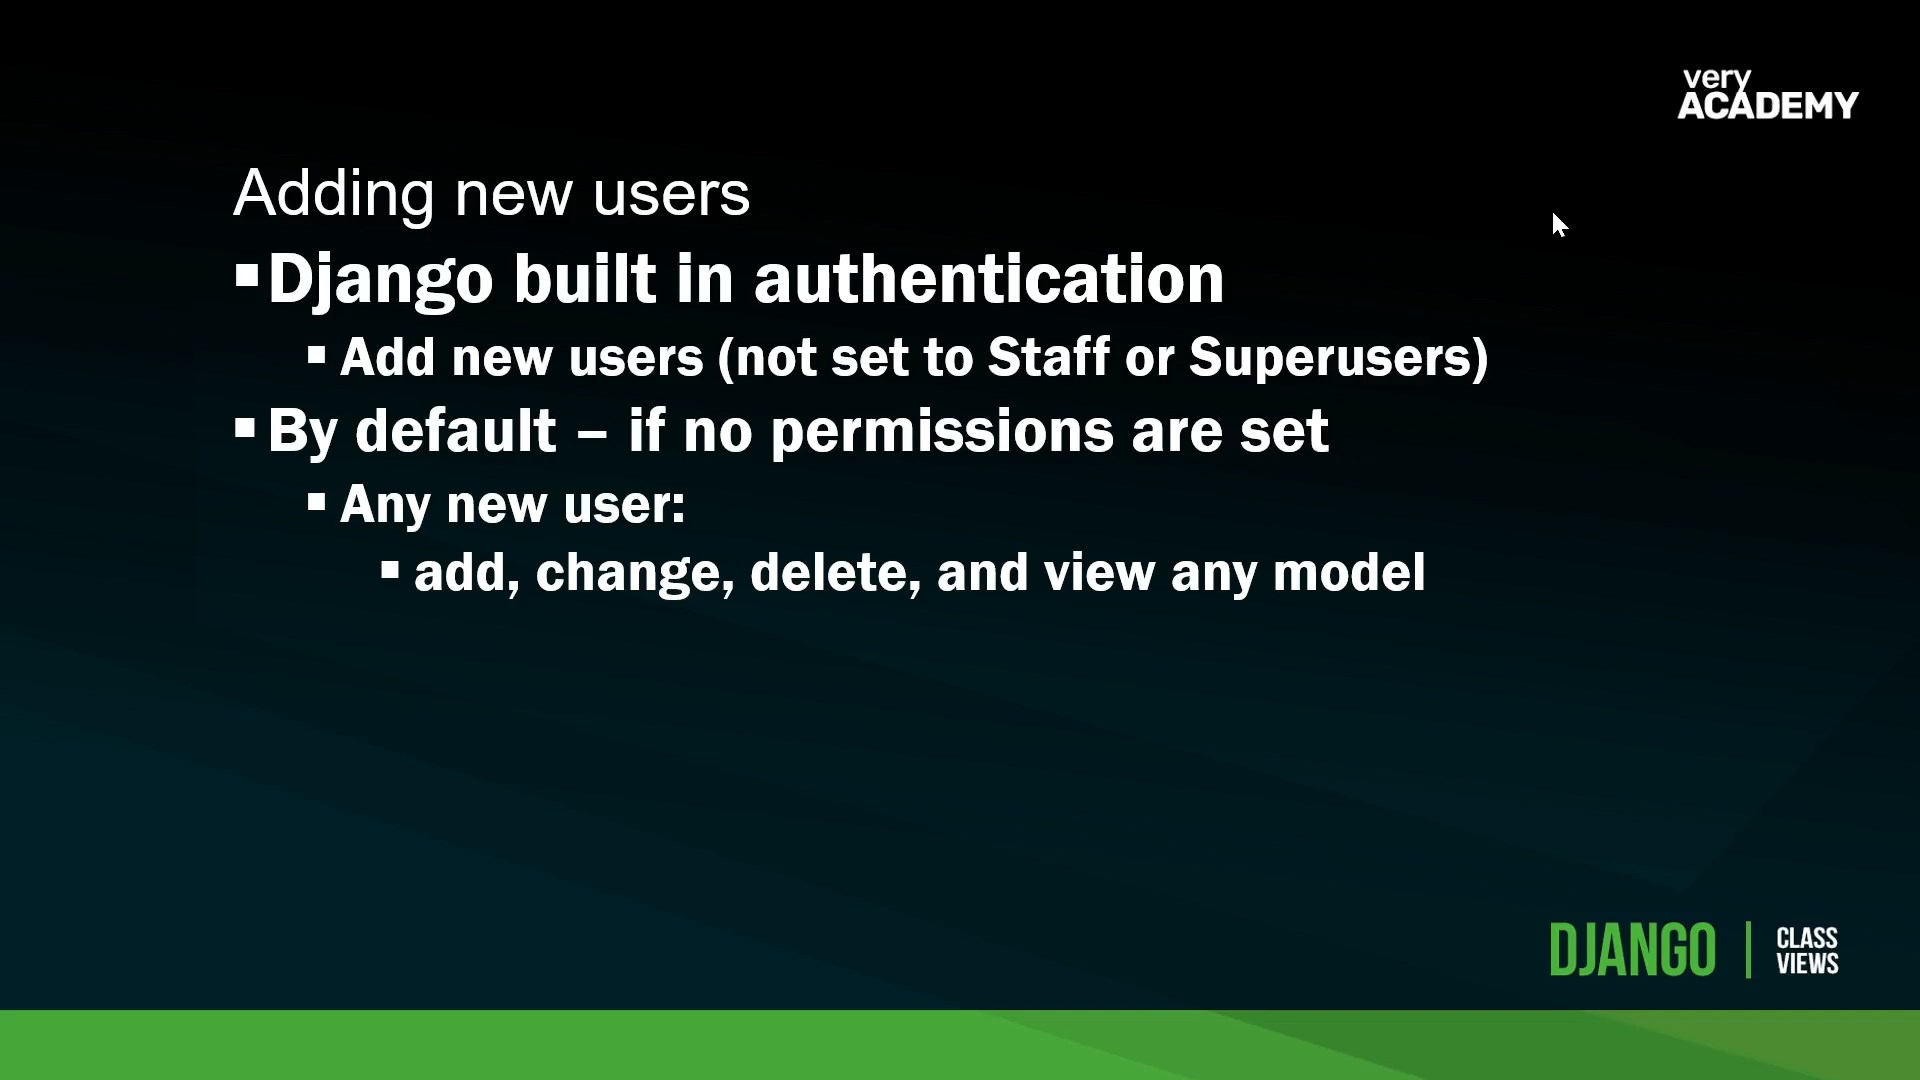 very
ACADEMY
Adding new users
▪Django built in authentication
▪Add new users (not set to Staff or Superusers)
▪By default – if no permissions are set
▪Any new user:
▪add, change, delete, and view any model
DJANGO | CLASS
VIEWS